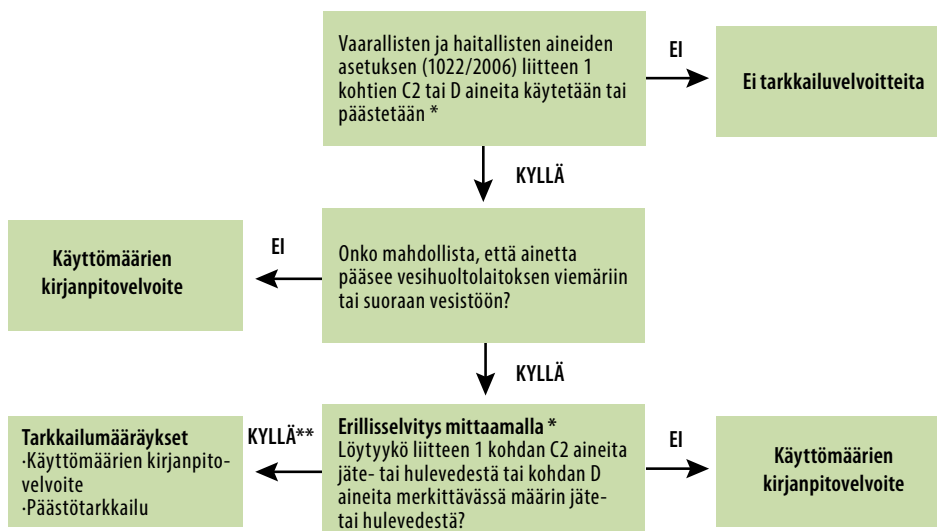 Vaarallisten ja haitallisten aineiden
asetuksen (1022/2006) liitteen 1
kohtien C2 tai D aineita käytetään tai
päästetään *
EI
Ei tarkkailuvelvoitteita
KYLLÄ
Onko mahdollista, että ainetta
pääsee vesihuoltolaitoksen viemäriin
tai suoraan vesistöön?
EI
Käyttömäärien
kirjanpitovelvoite
KYLLÄ
Erillisselvitys mittaamalla *
Löytyykö liitteen 1 kohdan C2 aineita
jäte- tai hulevedestä tai kohdan D
aineita merkittävässä määrin jäte-
tai hulevedestä?
KYLLÄ**
Tarkkailumääräykset
·Käyttömäärien kirjanpito-
velvoite
·Päästötarkkailu
EI
Käyttömäärien
kirjanpitovelvoite